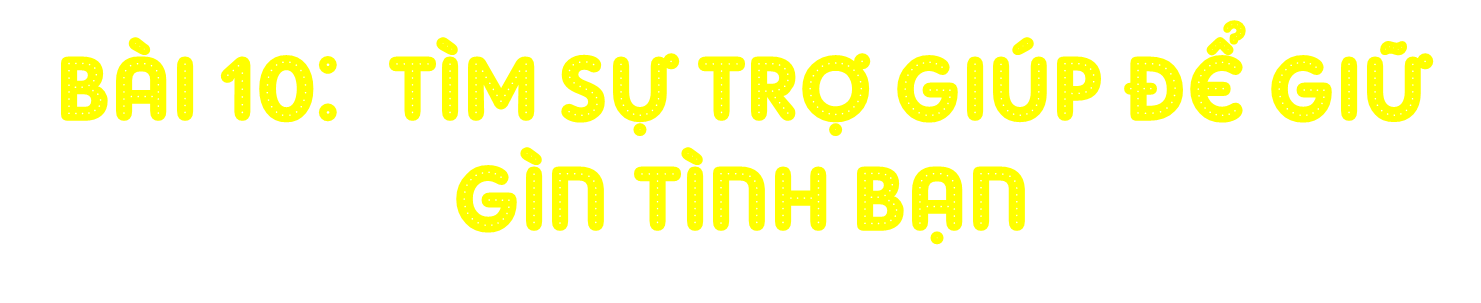 BÀI 10: TÌM SỰ TRỢ GIÚP ĐỂ GIỮ
GÌN TÌNH BẠN